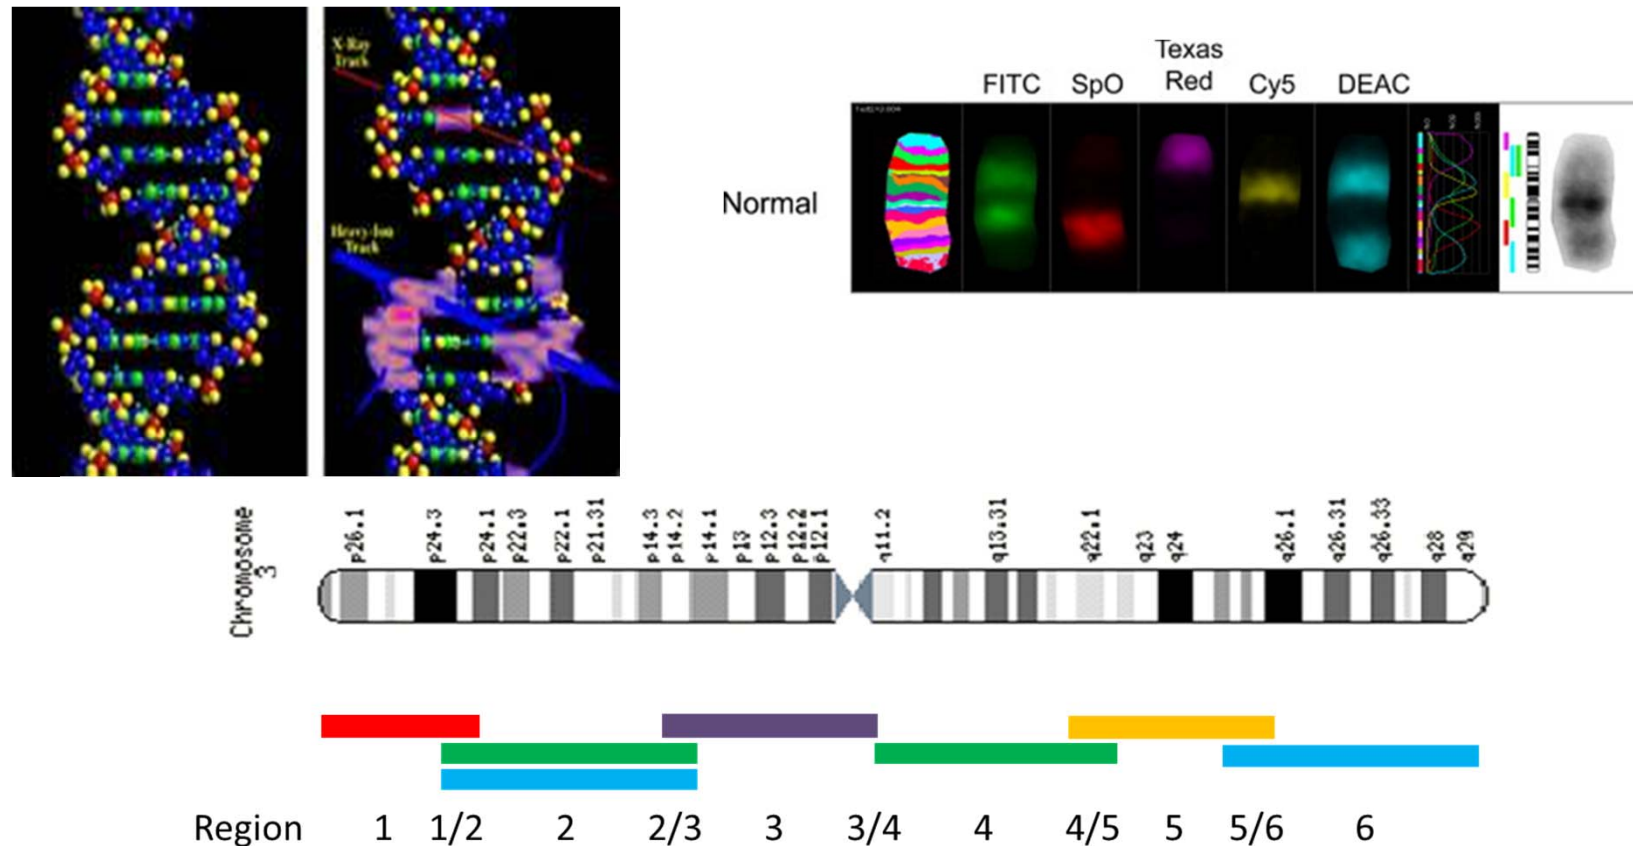 X-Ray
Track
Heavy-Ion
Track
Texas
Red
FITC SpO Cy5 DEAC
Normal
Chromosome 3
p26.1 p24.3 p24.1 p22.3 p22.1 p21.31 p14.3 p14.2 p14.1 p13 p12.3 p12.2 p12.1 q11.2 q13.31 q22.1 q23 q24 q26.1 q26.31 q26.33 q28 q29
Region 1 1/2 2 2/3 3 3/4 4 4/5 5 5/6 6